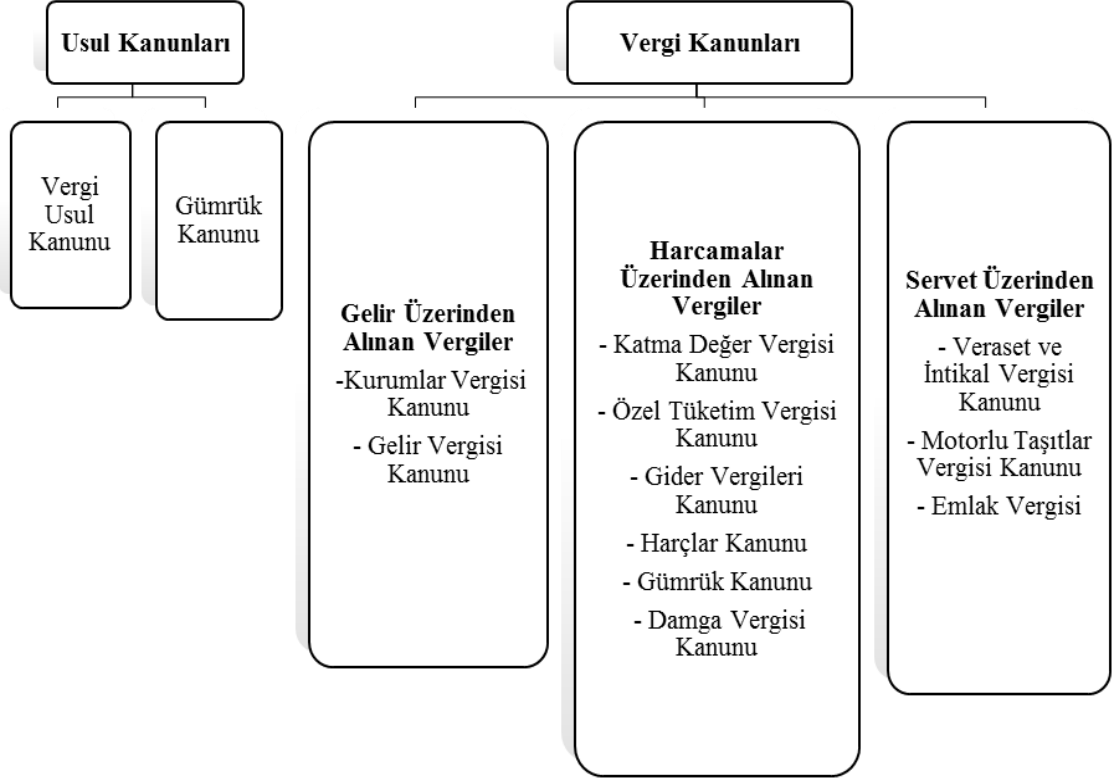 Usul Kanunları
Vergi
Usul
Kanunu
Gümrük
Kanunu
Vergi Kanunları
Gelir Üzerinden
Alınan Vergiler
-Kurumlar Vergisi
Kanunu
- Gelir Vergisi
Kanunu
Harcamalar
Üzerinden Alınan
Vergiler
- Katma Değer Vergisi
Kanunu
- Özel Tüketim Vergisi
Kanunu
- Gider Vergileri
Kanunu
- Harçlar Kanunu
- Gümrük Kanunu
- Damga Vergisi
Kanunu
Servet Üzerinden
Alınan Vergiler
- Veraset ve
İntikal Vergisi
Kanunu
- Motorlu Taşıtlar
Vergisi Kanunu
- Emlak Vergisi